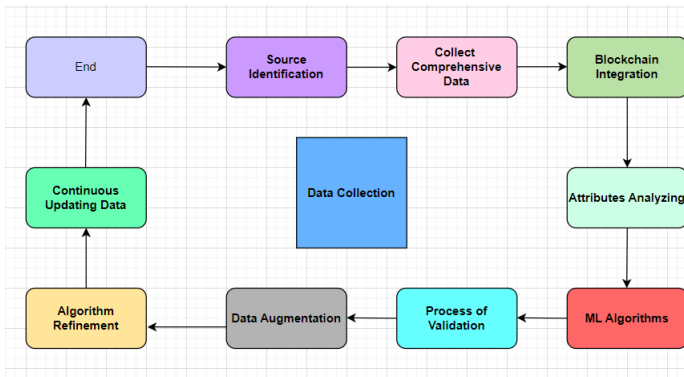 End
Source
Identification
Collect
Comprehensive
Data
Blockchain
Integration
Continuous
Updating Data
Data Collection
Attributes Analyzing
Algorithm
Refinement
Data Augmentation
Process of
Validation
ML Algorithms